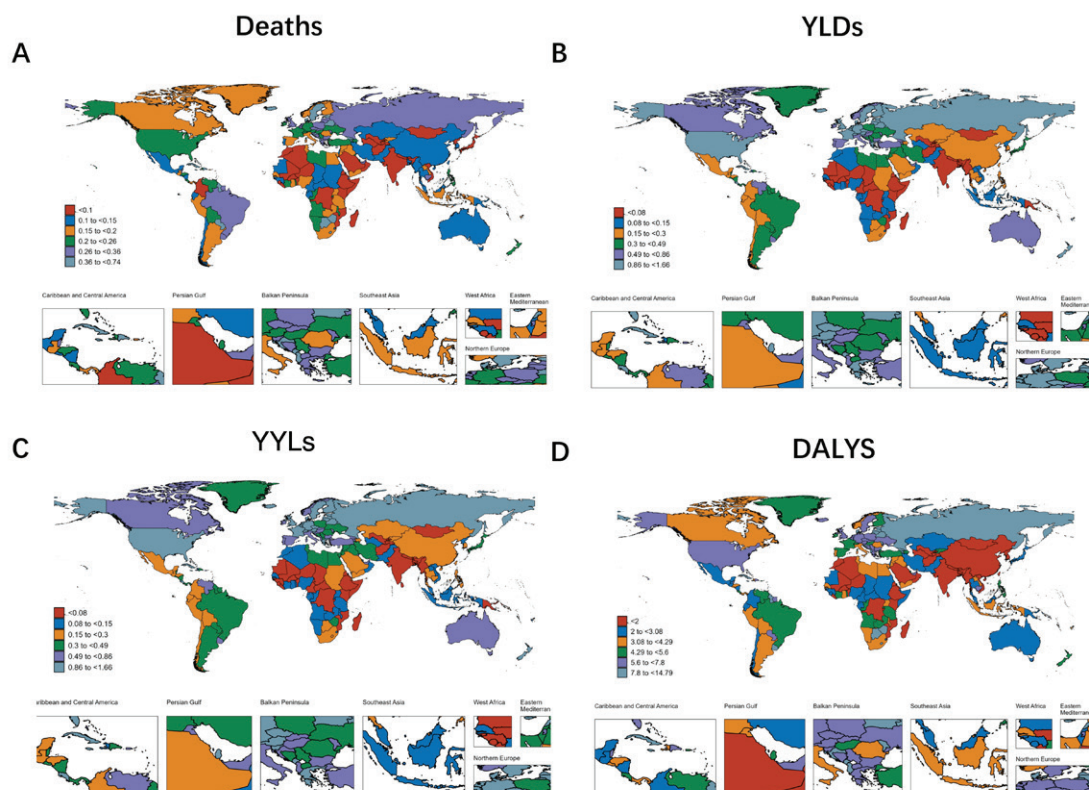 Deaths
A
<0.1
0.1 to <0.15
0.15 to <0.2
0.2 to <0.26
0.26 to <0.38
0.36 to <0.74
Caribbean and Central America
Persian Gulf
Balkan Peninsula
Southeast Asia
West Africa
Eastern
Mediterranean
Northern Europe
YLDs
B
<0.08
0.08 to <0.15
0.15 to <0.3
0.3 to <0.49
0.49 to <0.86
0.86 to <1.66
Caribbean and Central America
Persian Gulf
Balkan Peninsula
Southeast Asia
West Africa
Eastern
Mediterranean
Northern Europe
YYLs
C
<0.08
0.08 to <0.15
0.15 to <0.3
0.3 to <0.49
0.49 to <0.86
0.86 to <1.66
ribbean and Central America
Persian Gulf
Balkan Peninsula
Southeast Asia
West Africa
Eastern
Mediterran
Northern Europe
DALYS
D
<2
2 to <3.08
3.08 to <4.29
4.29 to <5.6
5.6 to <7.8
7.8 to <14.79
Caribbean and Central America
Persian Gulf
Balkan Peninsula
Southeast Asia
West Africa
Eastern
Mediterranean
Northern Europe